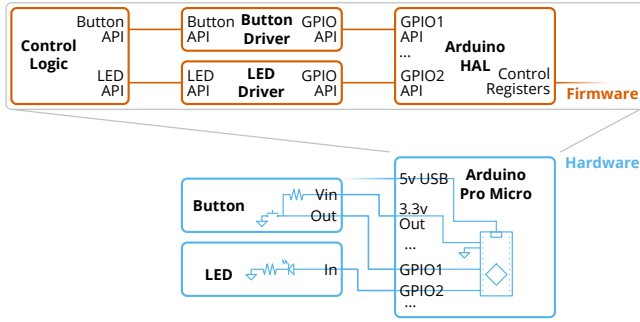 Control
Logic
Button
API
LED
API
Button
API
Button
Driver
GPIO
API
LED
API
LED
Driver
GPIO
API
GPIO1
API
...
GPIO2
API
Arduino
HAL
Control
Registers
Firmware
Hardware
Button
Vin
Out
LED
In
5v USB
3.3v
Out
...
GPIO1
GPIO2
...
Arduino
Pro Micro